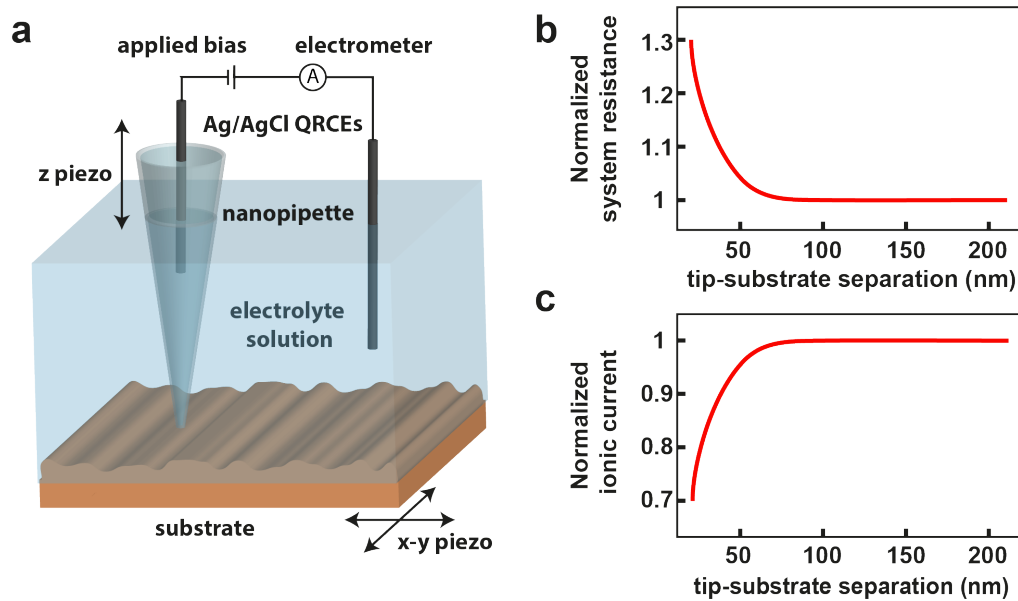 a
applied bias
electrometer
A
Ag/AgCl QRCEs
z piezo
nanopipette
electrolyte
solution
substrate
x-y piezo
b
Normalized
system resistance
1.3
1.2
1.1
1
50
100
150
200
tip-substrate separation (nm)
c
Normalized
ionic current
1
0.9
0.8
0.7
50
100
150
200
tip-substrate separation (nm)